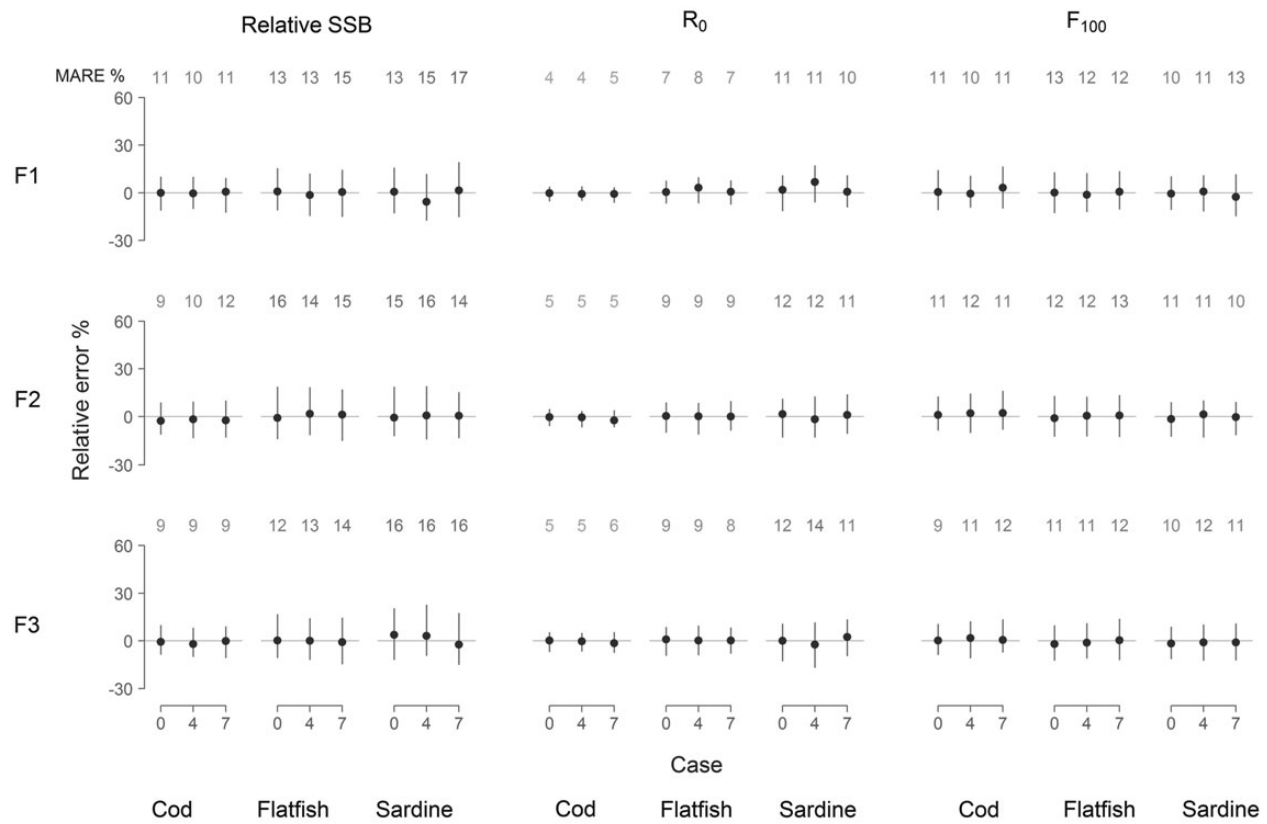 Relative SSB R₀ F₁₀₀
MARE % 11 10 11 13 13 15 13 15 17 4 4 5 7 8 7 11 11 10 11 10 11 13 12 12 10 11 13
60
30
F1
0
-30
9 10 12 16 14 15 15 16 14 5 5 5 9 9 9 12 12 11 11 12 11 12 12 13 11 11 10
60
30
F2
0
-30
Relative error %
9 9 9 12 13 14 16 16 16 5 5 6 9 9 8 12 14 11 9 11 12 11 11 12 10 12 11
60
30
F3
0
-30
0 4 7 0 4 7 0 4 7 0 4 7 0 4 7 0 4 7 0 4 7 0 4 7 0 4 7
Case
Cod Flatfish Sardine Cod Flatfish Sardine Cod Flatfish Sardine